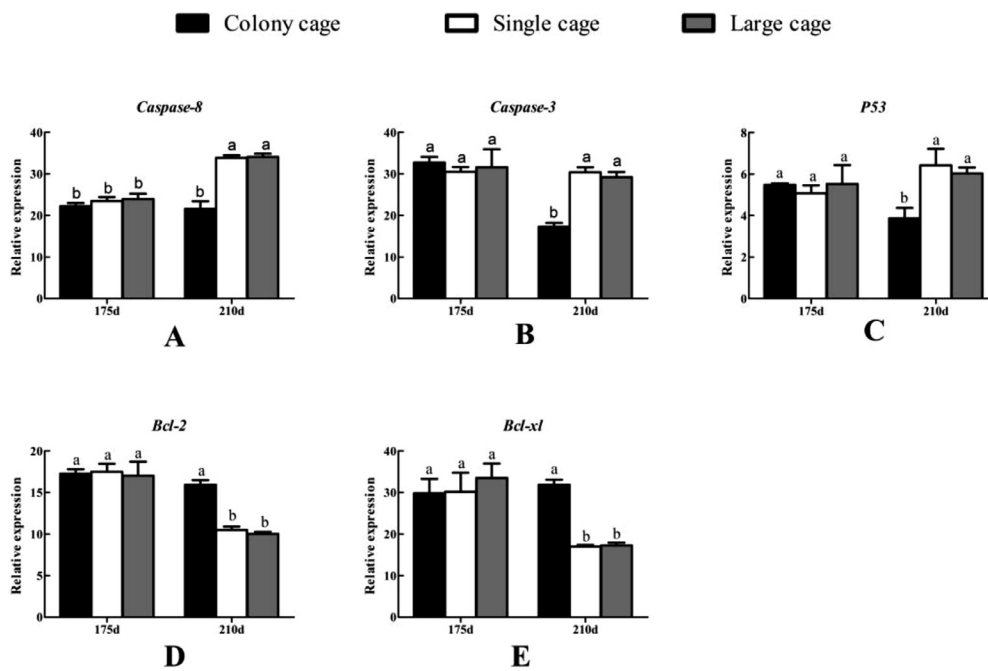 Colony cage Single cage Large cage
Caspase-8 Caspase-3 P53
Relative expression
40
30
20
10
0
b b b b a a
175d 210d
A
Relative expression
40
30
20
10
0
a a a b a a
175d 210d
B
Relative expression
8
6
4
2
0
a a a b a a
175d 210d
C
Bcl-2 Bcl-xl
Relative expression
20
15
10
5
0
a a a a b b
175d 210d
D
Relative expression
40
30
20
10
0
a a a a b b
175d 210d
E